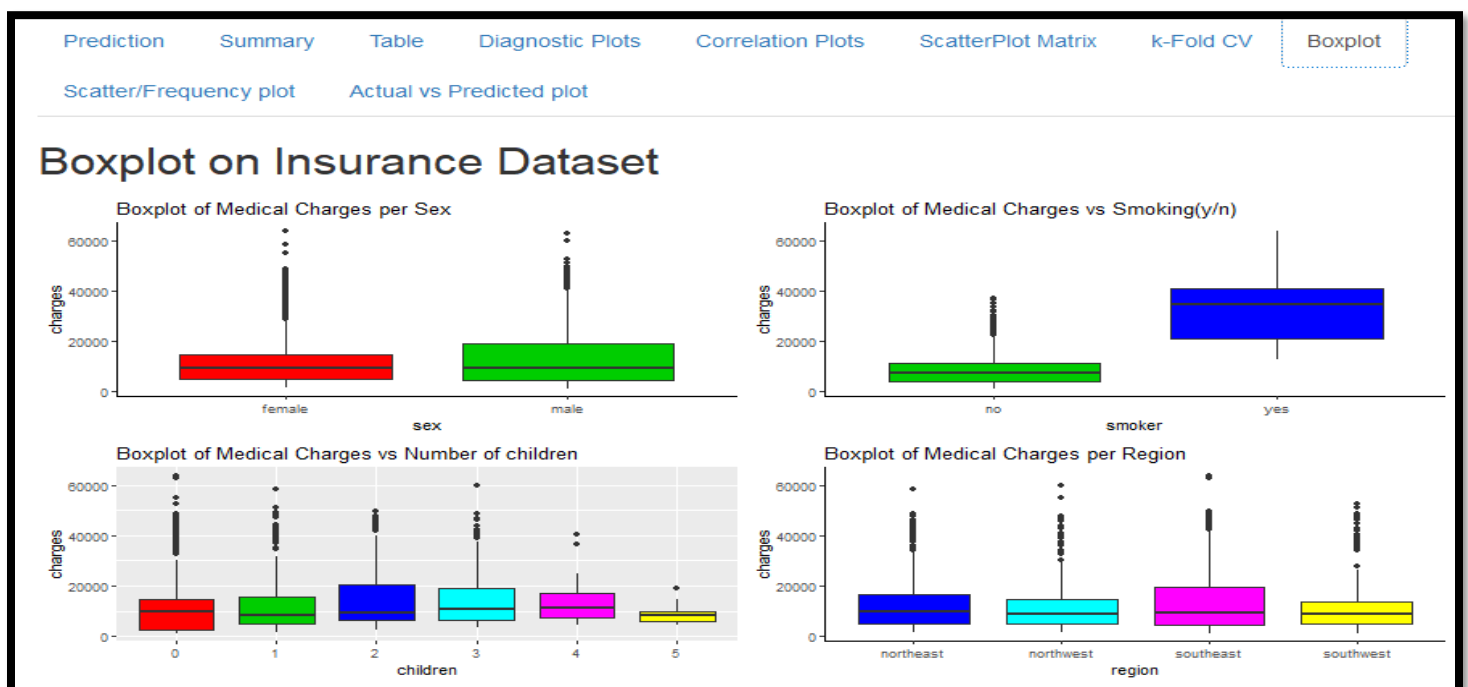 Prediction Summary Table Diagnostic Plots Correlation Plots ScatterPlot Matrix k-Fold CV Boxplot
Scatter/Frequency plot Actual vs Predicted plot
Boxplot on Insurance Dataset
Boxplot of Medical Charges per Sex
60000
40000
20000
0
charges
female male
sex
Boxplot of Medical Charges vs Smoking(y/n)
60000
40000
20000
0
charges
no yes
smoker
Boxplot of Medical Charges vs Number of children
60000
40000
20000
0
charges
0 1 2 3 4 5
children
Boxplot of Medical Charges per Region
60000
40000
20000
0
charges
northeast northwest southeast southwest
region